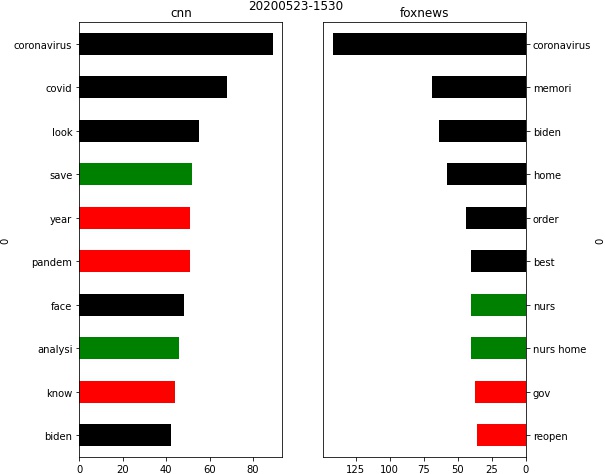 20200523-1530
cnn
foxnews
coronavirus
covid
look
save
year
pandem
face
analysi
know
biden
0
0 20 40 60 80
coronavirus
memori
biden
home
order
best
nurs
nurs home
gov
reopen
0
125 100 75 50 25 0